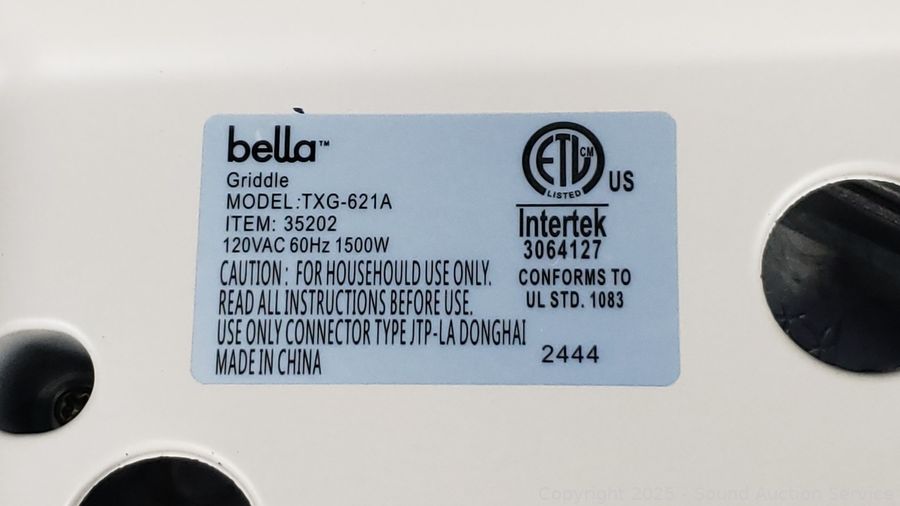 bella™
Griddle
MODEL:TXG-621A
ITEM: 35202
120VAC 60Hz 1500W
CAUTION: FOR HOUSEHOULD USE ONLY.
READ ALL INSTRUCTIONS BEFORE USE.
USE ONLY CONNECTOR TYPE JTP-LA DONGHAI
MADE IN CHINA
ETL CM
LISTED
US
Intertek
3064127
CONFORMS TO
UL STD. 1083
2444
Copyright 2025 - Sound Auction Service